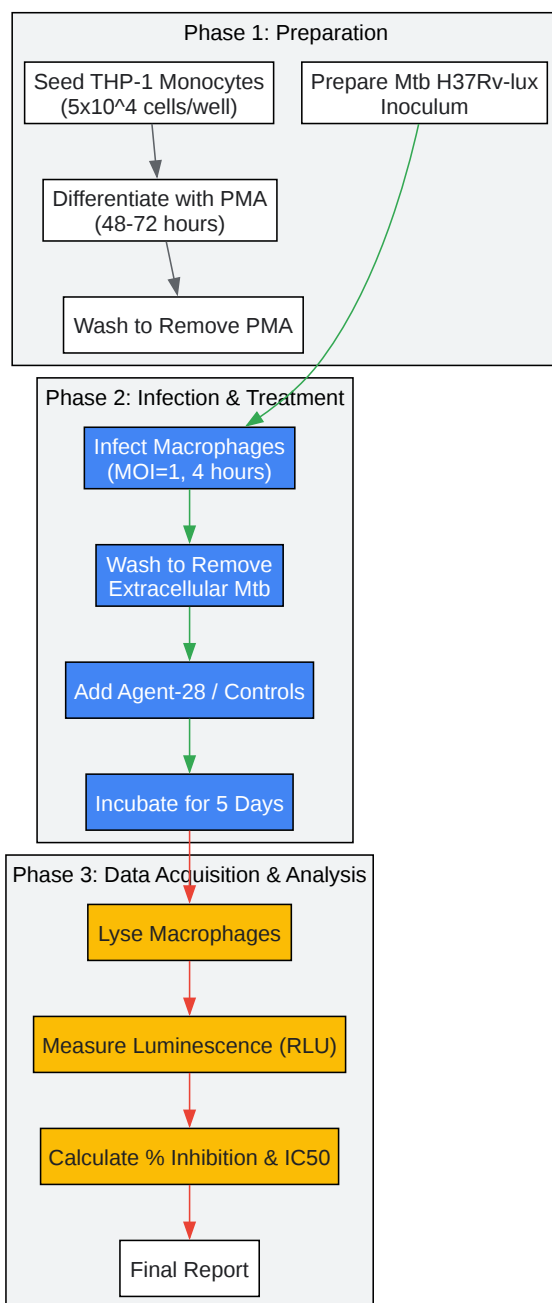 Phase 1: Preparation
Seed THP-1 Monocytes
(5x10^4 cells/well)
Prepare Mtb H37Rv-lux
Inoculum
Differentiate with PMA
(48-72 hours)
Wash to Remove PMA
Phase 2: Infection & Treatment
Infect Macrophages
(MOI=1, 4 hours)
Wash to Remove
Extracellular Mtb
Add Agent-28 / Controls
Incubate for 5 Days
Phase 3: Data Acquisition & Analysis
Lyse Macrophages
Measure Luminescence (RLU)
Calculate % Inhibition & IC50
Final Report